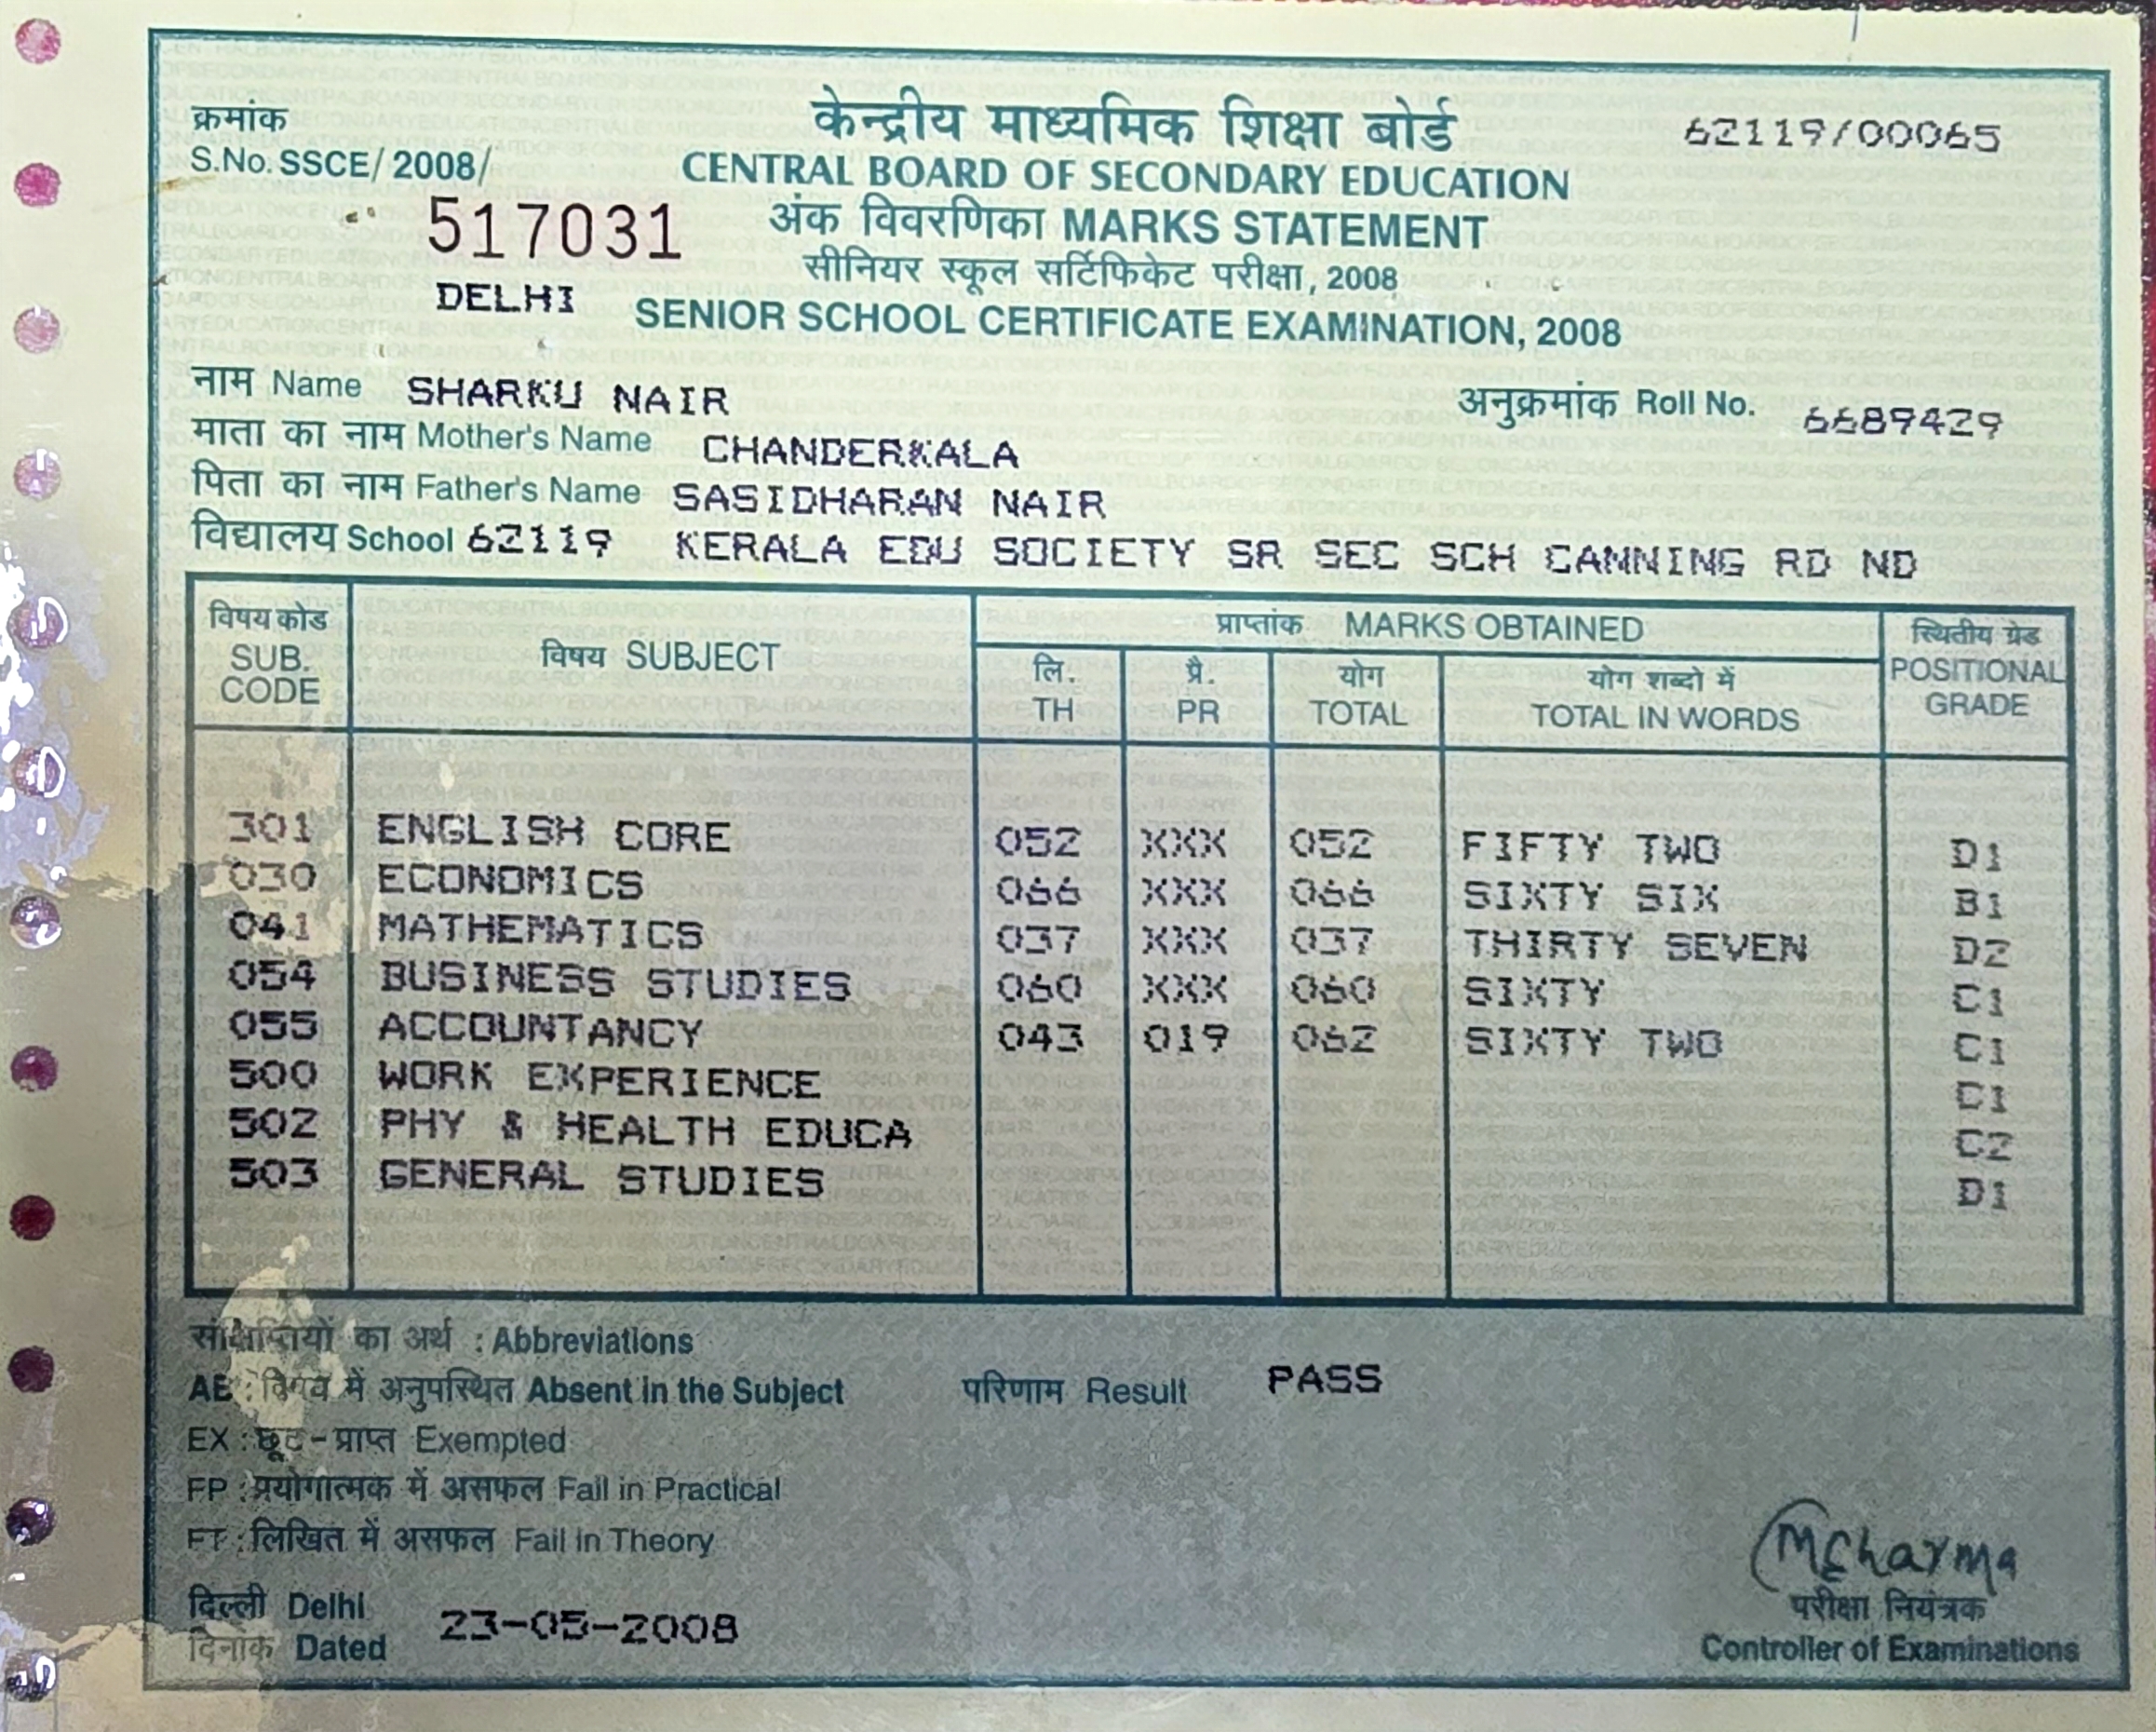 क्रमांक
S.No. SSCE/ 2008/
517031
DELHI
केन्द्रीय माध्यमिक शिक्षा बोर्ड
CENTRAL BOARD OF SECONDARY EDUCATION
अंक विवरणिका MARKS STATEMENT
सीनियर स्कूल सर्टिफिकेट परीक्षा, 2008
SENIOR SCHOOL CERTIFICATE EXAMINATION, 2008
62119/00065
नाम Name SHARKU NAIR
अनुक्रमांक Roll No. 6689429
माता का नाम Mother's Name CHANDERKALA
पिता का नाम Father's Name SASIDHARAN NAIR
विद्यालय School 62119 KERALA EDU SOCIETY SR SEC SCH CANNING RD ND
विषय कोड SUB. CODE
विषय SUBJECT
प्राप्तांक MARKS OBTAINED
लि. TH
प्रै. PR
योग TOTAL
योग शब्दो में TOTAL IN WORDS
स्थितीय ग्रेड POSITIONAL GRADE
301 ENGLISH CORE 052 XXX 052 FIFTY TWO D1
030 ECONOMICS 066 XXX 066 SIXTY SIX B1
041 MATHEMATICS 037 XXX 037 THIRTY SEVEN D2
054 BUSINESS STUDIES 060 XXX 060 SIXTY C1
055 ACCOUNTANCY 043 019 062 SIXTY TWO C1
500 WORK EXPERIENCE C1
502 PHY & HEALTH EDUCA C2
503 GENERAL STUDIES D1
संक्षिप्तियों का अर्थ : Abbreviations
AB : विषय में अनुपस्थित Absent in the Subject
परिणाम Result PASS
EX : छूट-प्राप्त Exempted
FP : प्रयोगात्मक में असफल Fail in Practical
FT : लिखित में असफल Fail in Theory
दिल्ली Delhi
दिनांक Dated 23-05-2008
MCharma
परीक्षा नियंत्रक
Controller of Examinations